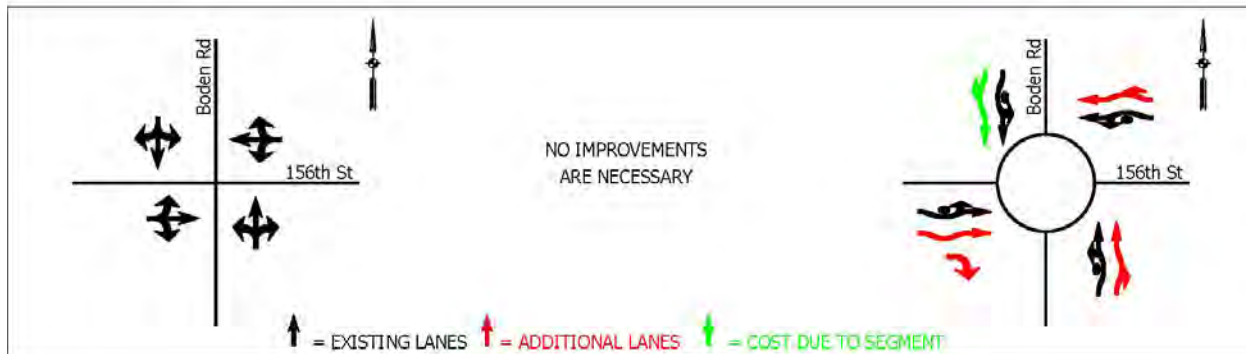 Boden Rd
156th St
NO IMPROVEMENTS
ARE NECESSARY
Boden Rd
156th St
= EXISTING LANES
= ADDITIONAL LANES
= COST DUE TO SEGMENT